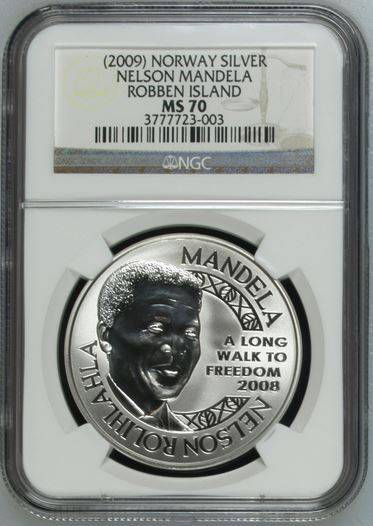 (2009) NORWAY SILVER
NELSON MANDELA
ROBBEN ISLAND
MS 70
3777723-003
NGC
MANDELA
A LONG
WALK TO
FREEDOM
2008
NELSON ROLIHLAHLA